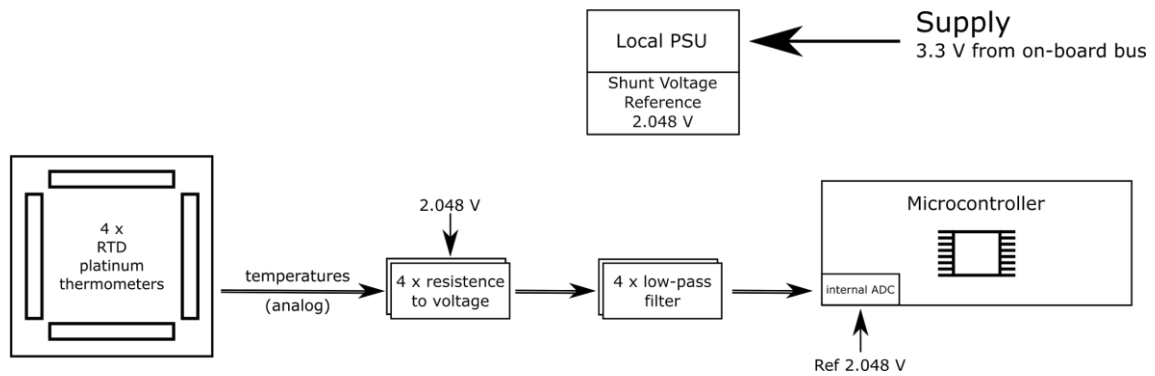 Supply
3.3 V from on-board bus
Local PSU
Shunt Voltage
Reference
2.048 V
4 x
RTD
platinum
thermometers
temperatures
(analog)
2.048 V
4 x resistence
to voltage
4 x low-pass
filter
Microcontroller
internal ADC
Ref 2.048 V